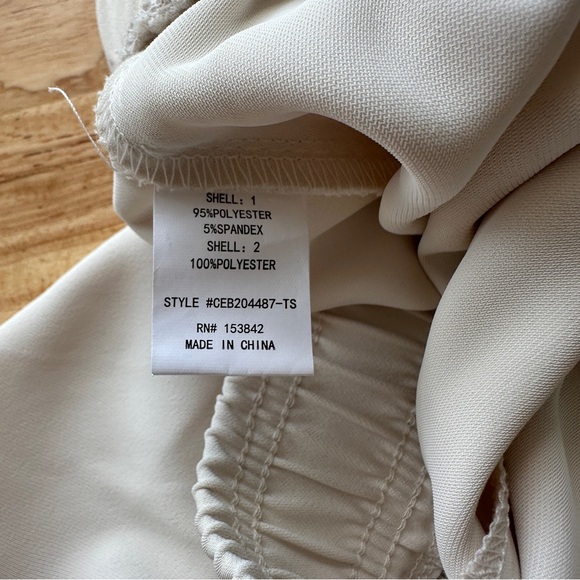 SHELL: 1
95%POLYESTER
5%SPANDEX
SHELL: 2
100%POLYESTER
STYLE #CEB204487-TS
RN# 153842
MADE IN CHINA